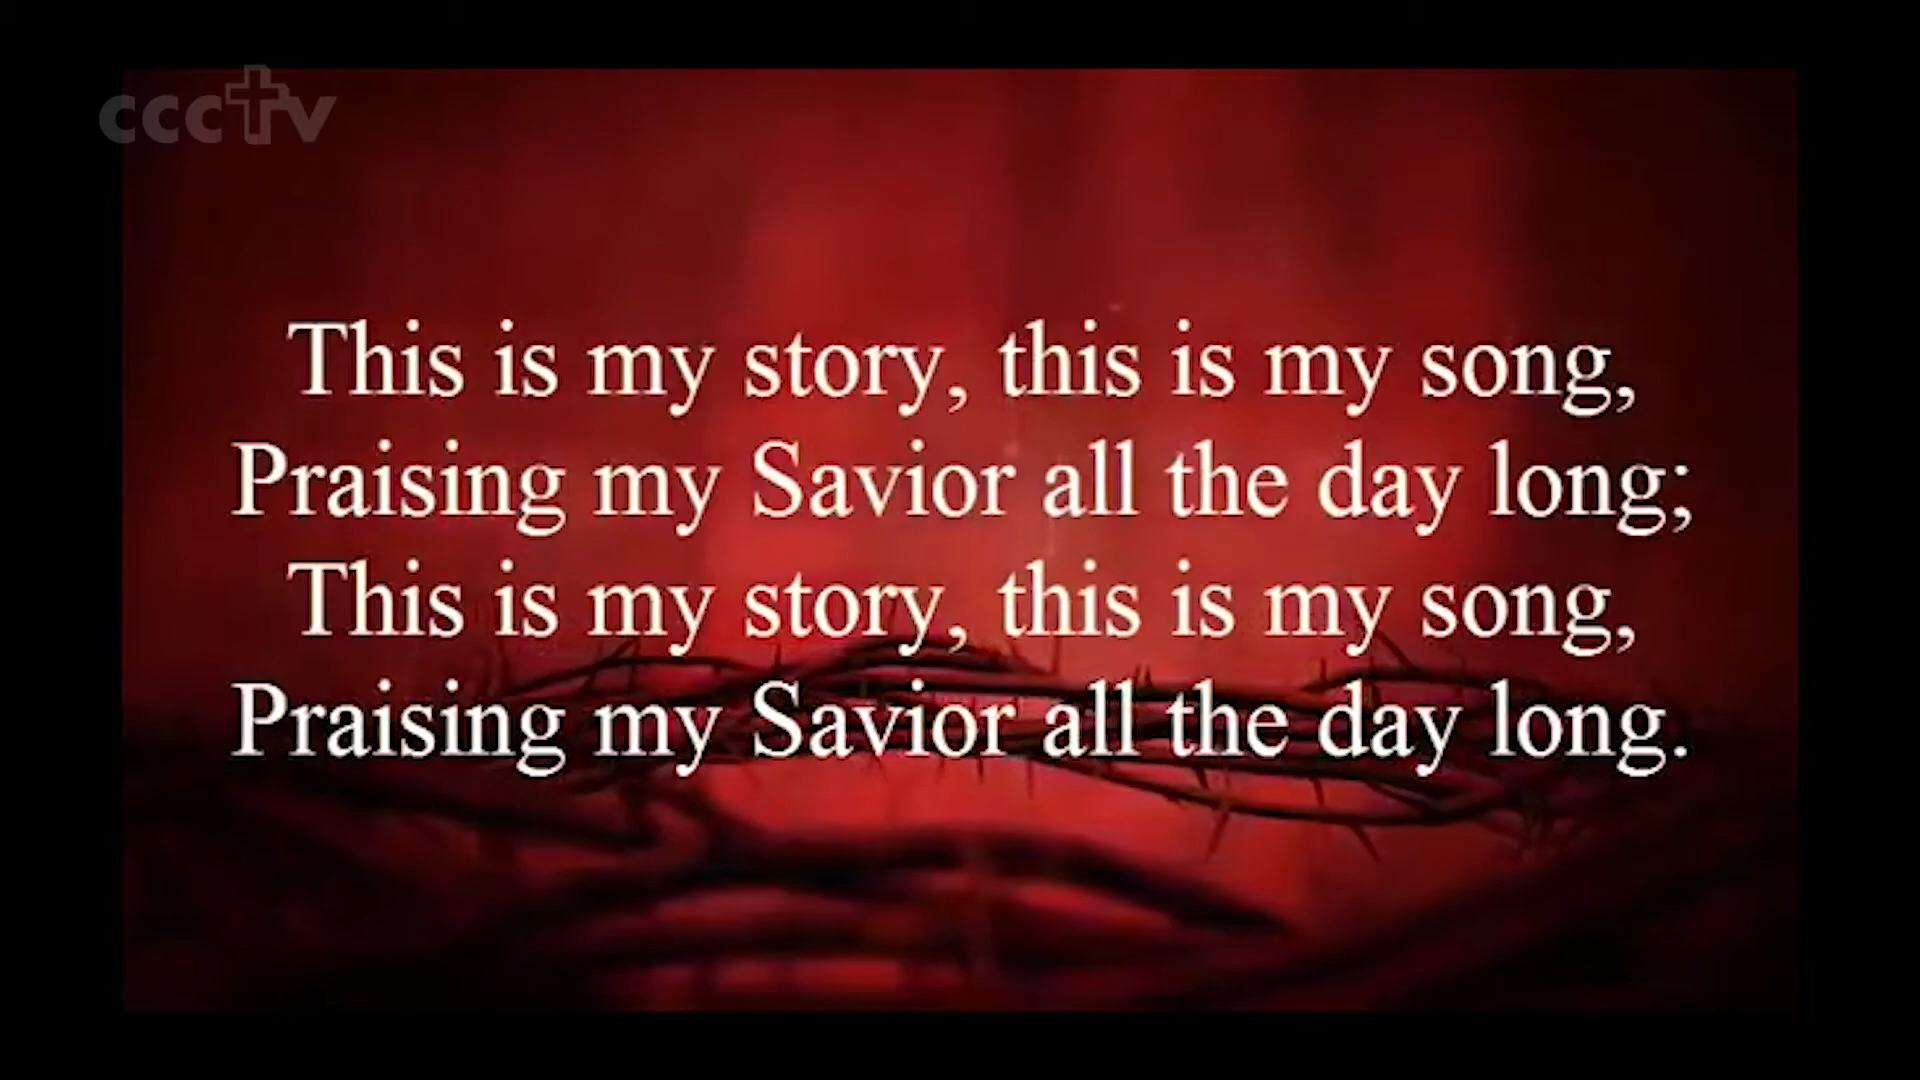 cccTV
This is my story, this is my song,
Praising my Savior all the day long;
This is my story, this is my song,
Praising my Savior all the day long.